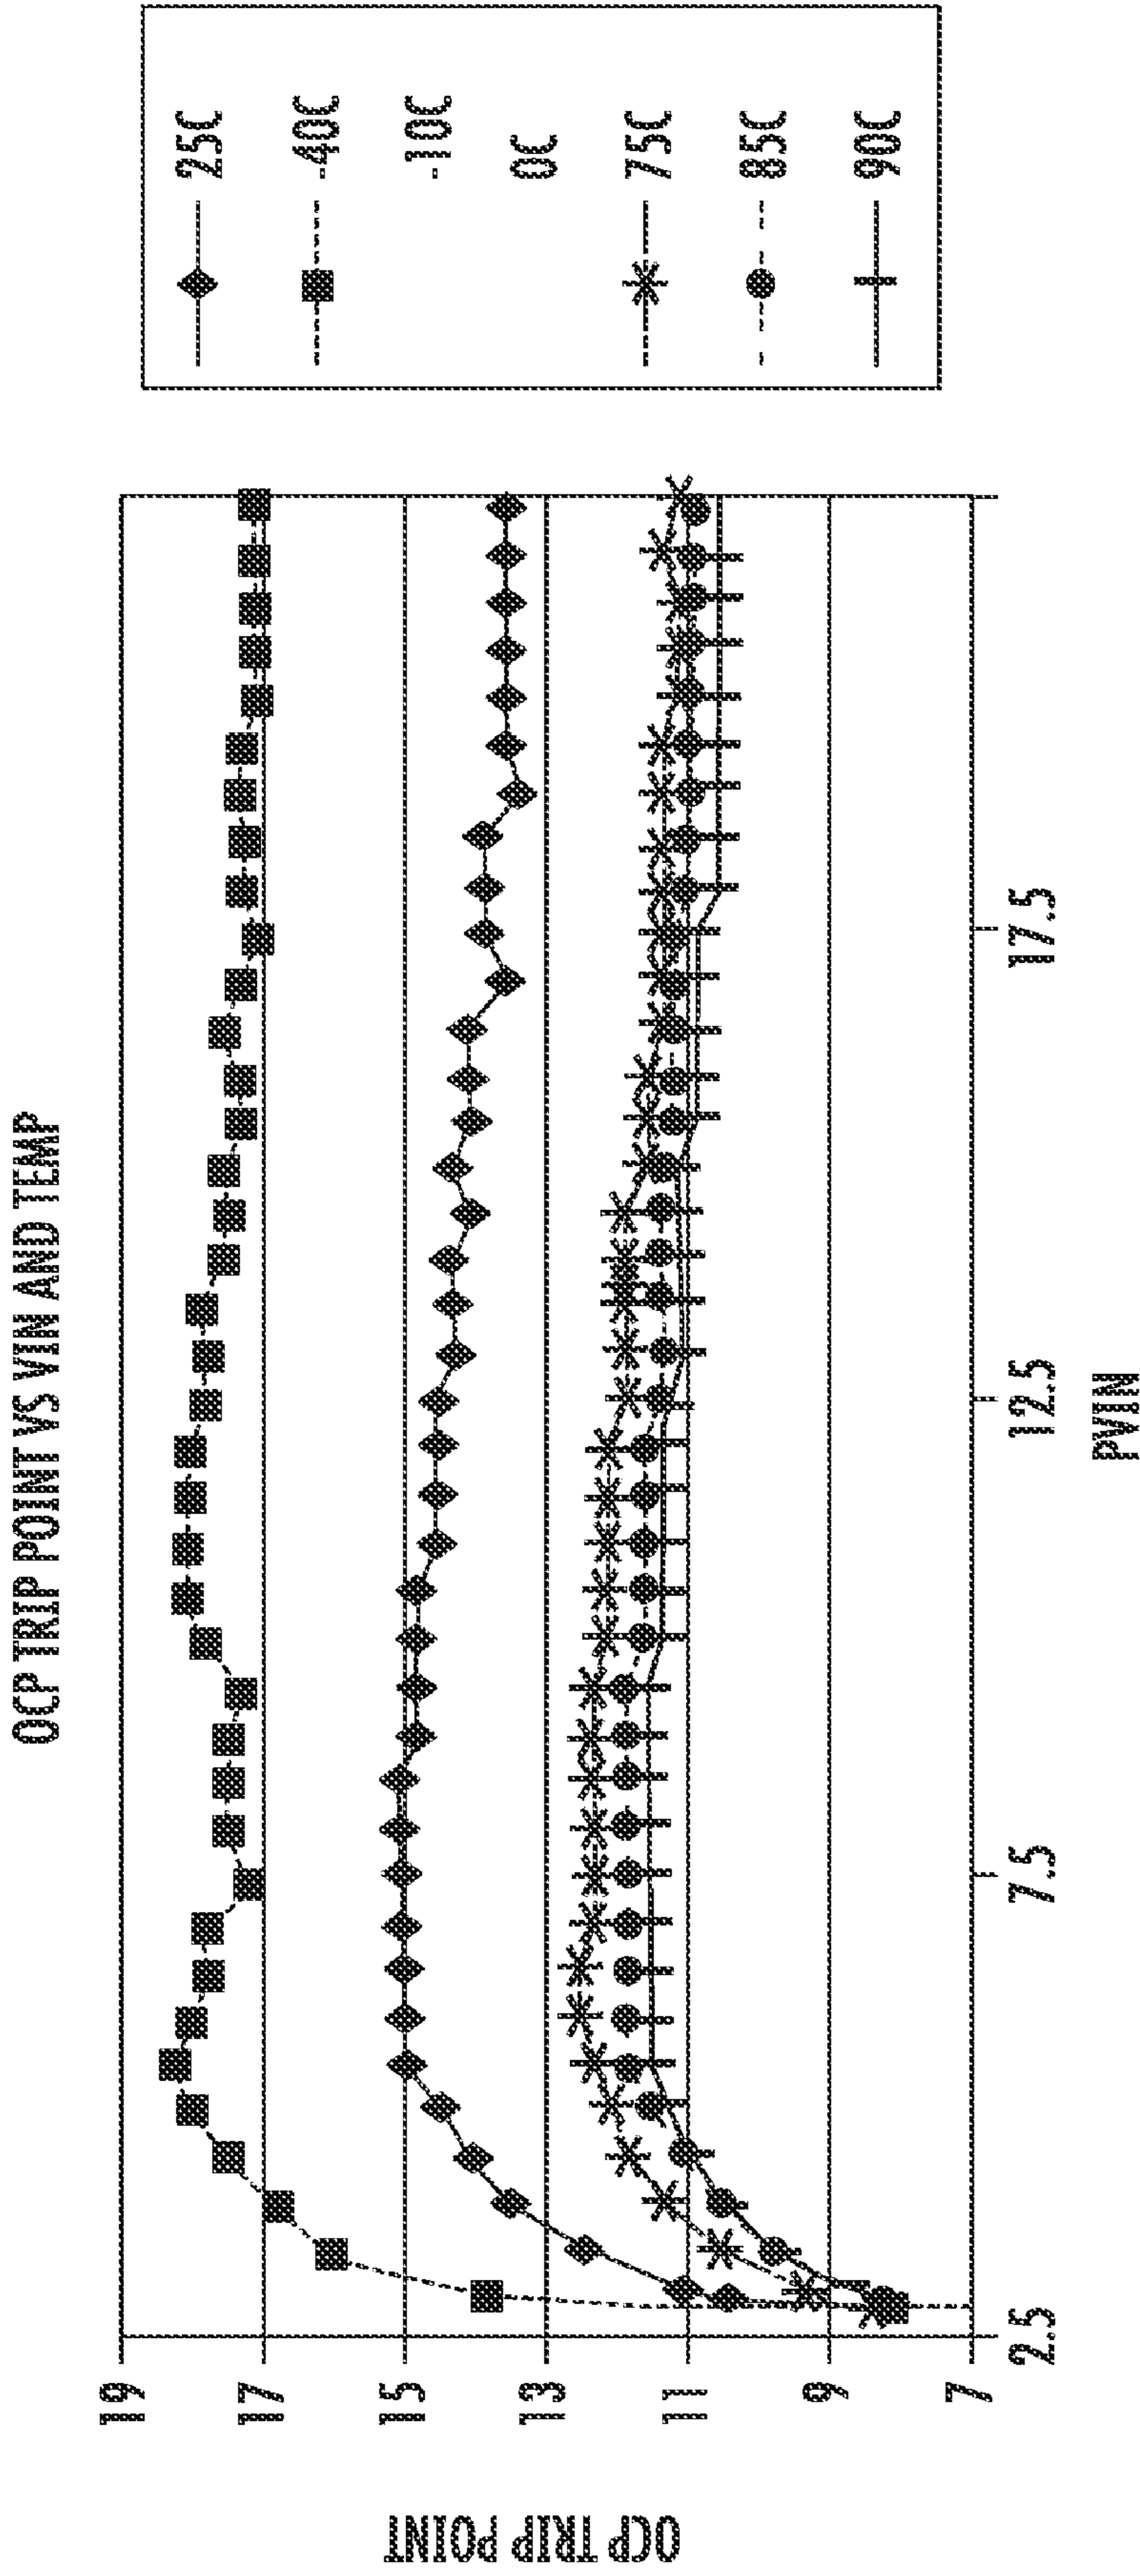 OCP TRIP POINT VS VIN AND TEMP
OCP TRIP POINT
19
17
15
13
11
9
7
2.5
7.5
12.5
17.5
PVIN
25C
-40C
-10C
0C
75C
85C
90C